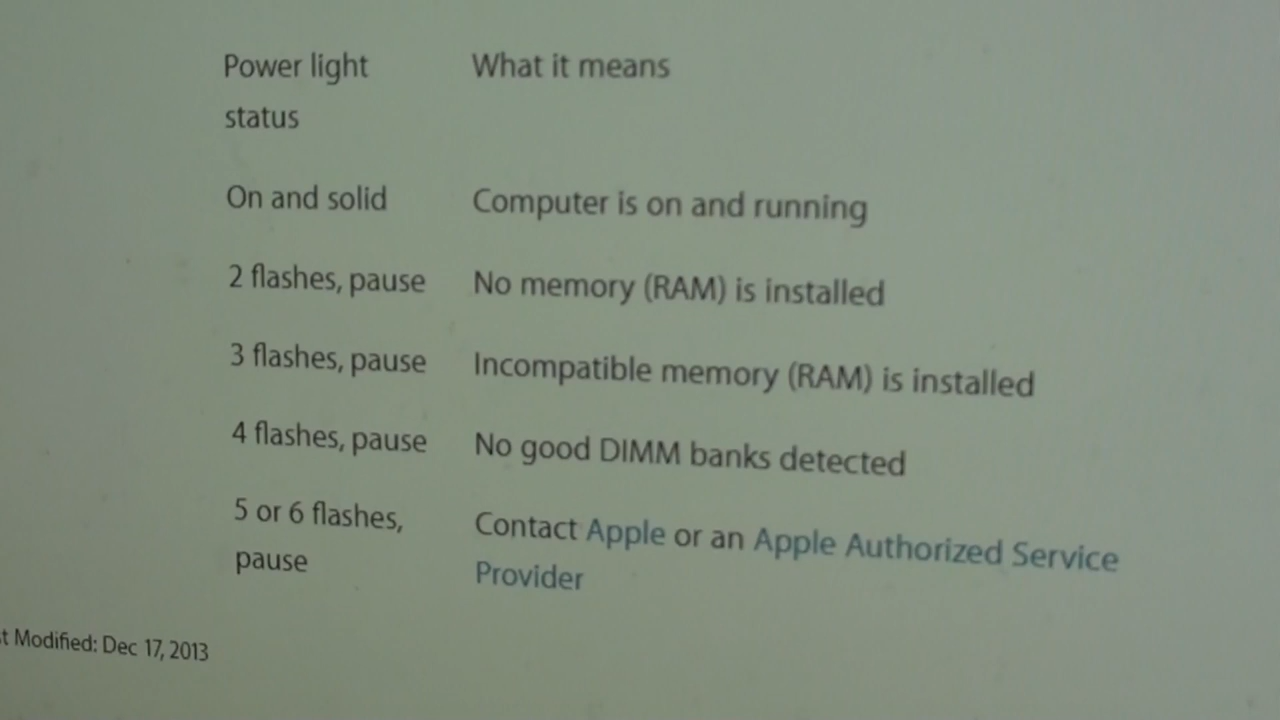 Power light What it means
status
On and solid Computer is on and running
2 flashes, pause No memory (RAM) is installed
3 flashes, pause Incompatible memory (RAM) is installed
4 flashes, pause No good DIMM banks detected
5 or 6 flashes, Contact Apple or an Apple Authorized Service
pause Provider
t Modified: Dec 17, 2013